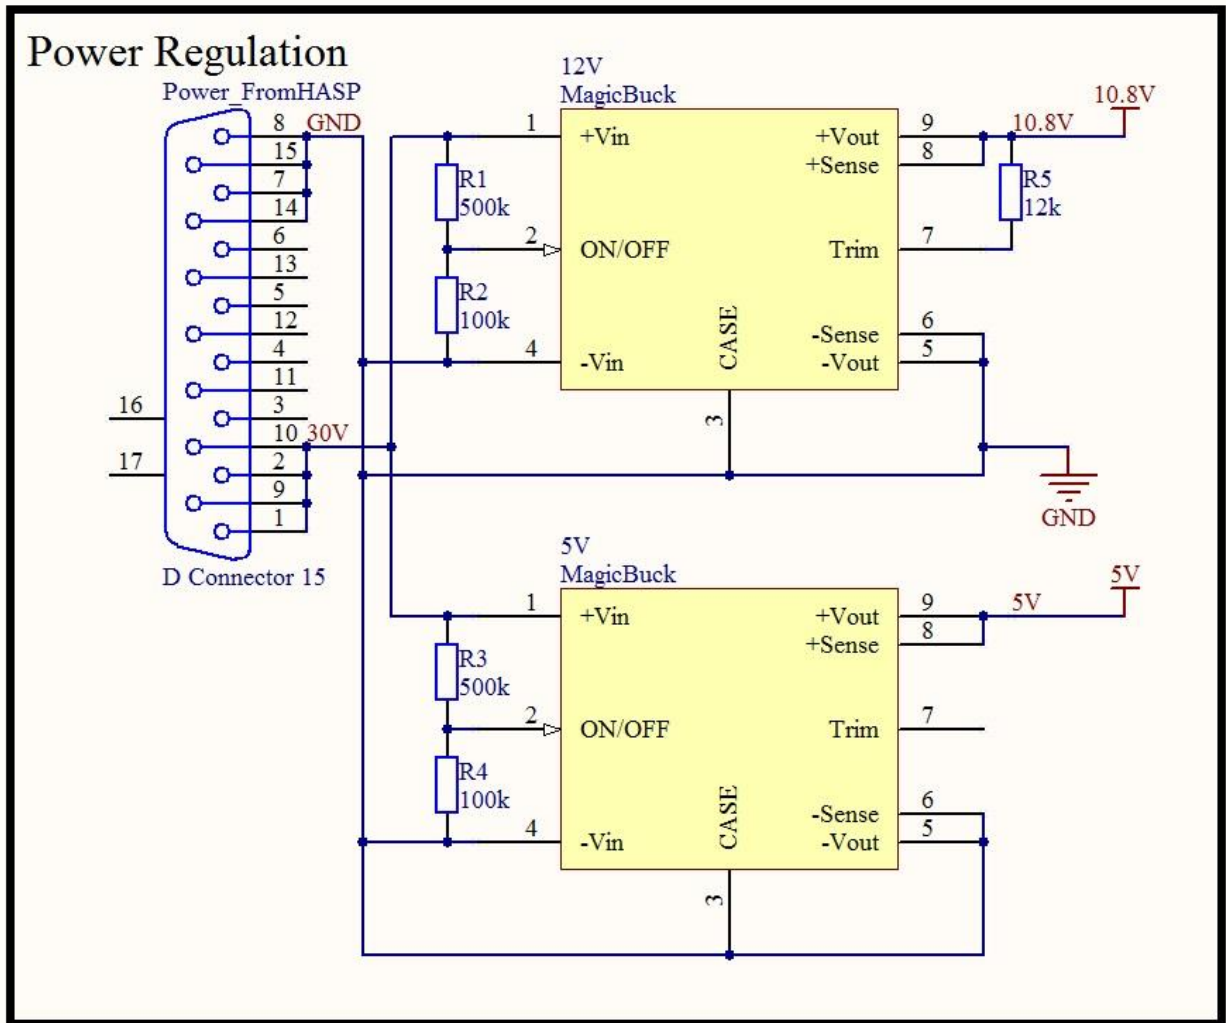 Power Regulation
Power_FromHASP
8 GND
15
7
14
6
13
5
12
4
11
3
10 30V
2
9
1
16
17
D Connector 15
12V
MagicBuck
1 +Vin
R1
500k
2 ON/OFF
R2
100k
4 -Vin
CASE
3
+Vout 9
+Sense 8
Trim 7
-Sense 6
-Vout 5
10.8V
10.8V
R5
12k
GND
5V
MagicBuck
1 +Vin
R3
500k
2 ON/OFF
R4
100k
4 -Vin
CASE
3
+Vout 9
+Sense 8
Trim 7
-Sense 6
-Vout 5
5V
5V